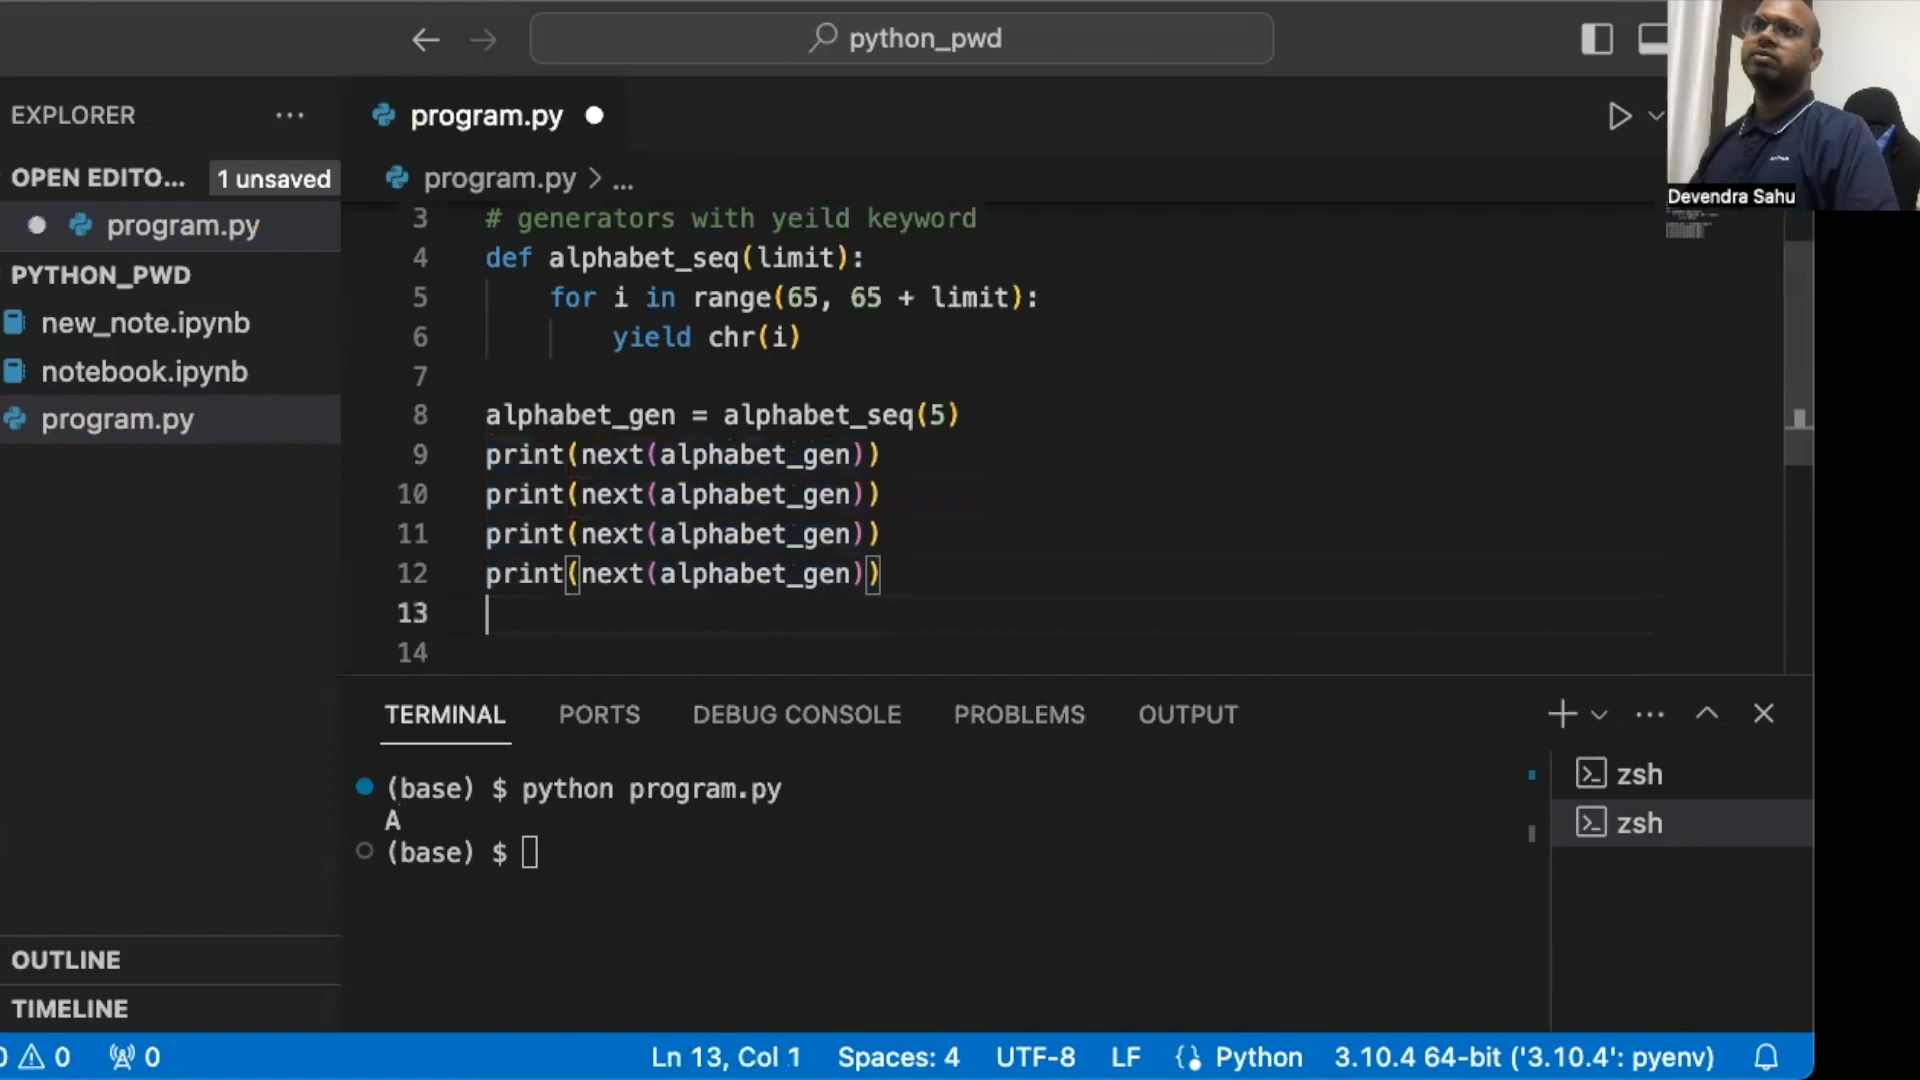 python_pwd
EXPLORER ...
program.py
Devendra Sahu
OPEN EDITO... 1 unsaved
program.py > ...
program.py
PYTHON_PWD
new_note.ipynb
notebook.ipynb
program.py
3 # generators with yeild keyword
4 def alphabet_seq(limit):
5 for i in range(65, 65 + limit):
6 yield chr(i)
7
8 alphabet_gen = alphabet_seq(5)
9 print(next(alphabet_gen))
10 print(next(alphabet_gen))
11 print(next(alphabet_gen))
12 print(next(alphabet_gen))
13
14
TERMINAL PORTS DEBUG CONSOLE PROBLEMS OUTPUT
(base) $ python program.py
A
(base) $
zsh
zsh
OUTLINE
TIMELINE
0 0 0 Ln 13, Col 1 Spaces: 4 UTF-8 LF Python 3.10.4 64-bit ('3.10.4': pyenv)